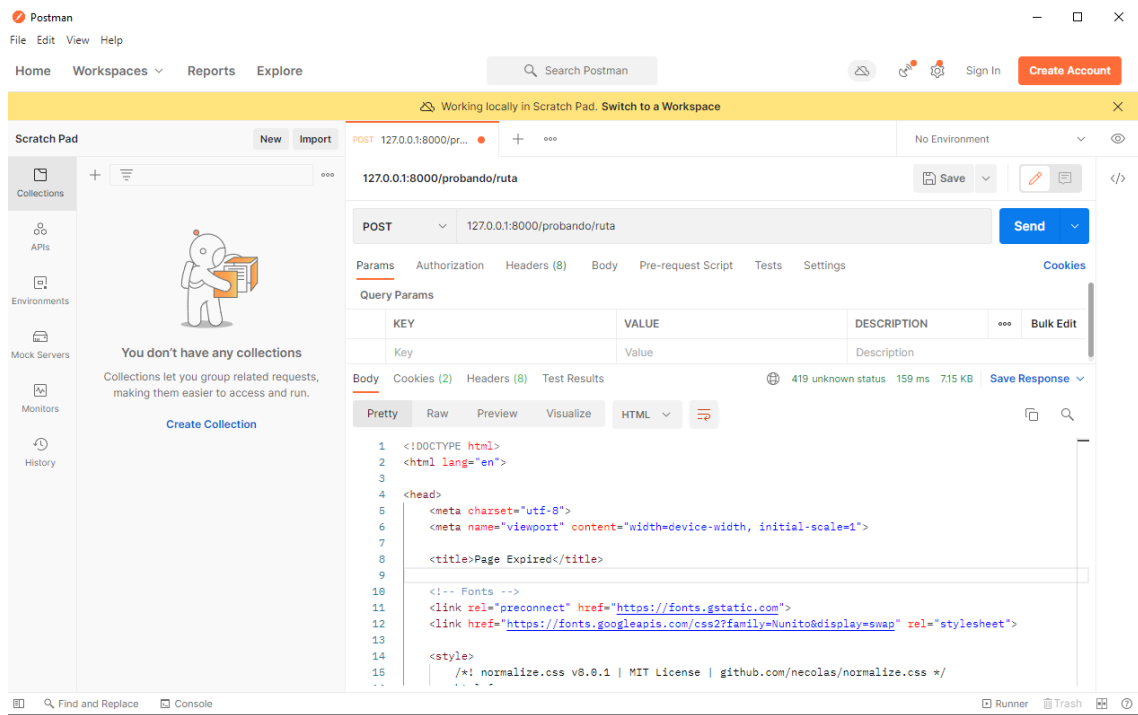 Postman
File Edit View Help
Home Workspaces Reports Explore Search Postman Sign In Create Account
Working locally in Scratch Pad. Switch to a Workspace
Scratch Pad New Import
POST 127.0.0.1:8000/pr... No Environment
Collections
APIs
Environments
Mock Servers
Monitors
History
You don't have any collections
Collections let you group related requests,
making them easier to access and run.
Create Collection
127.0.0.1:8000/probando/ruta Save
POST 127.0.0.1:8000/probando/ruta Send
Params Authorization Headers (8) Body Pre-request Script Tests Settings Cookies
Query Params
KEY VALUE DESCRIPTION Bulk Edit
Key Value Description
Body Cookies (2) Headers (8) Test Results 419 unknown status 159 ms 7.15 KB Save Response
Pretty Raw Preview Visualize HTML
1 <!DOCTYPE html>
2 <html lang="en">
3
4 <head>
5 <meta charset="utf-8">
6 <meta name="viewport" content="width=device-width, initial-scale=1">
7
8 <title>Page Expired</title>
9
10 <!-- Fonts -->
11 <link rel="preconnect" href="https://fonts.gstatic.com">
12 <link href="https://fonts.googleapis.com/css2?family=Nunito&display=swap" rel="stylesheet">
13
14 <style>
15 /*! normalize.css v8.0.1 | MIT License | github.com/necolas/normalize.css */
Find and Replace Console Runner Trash